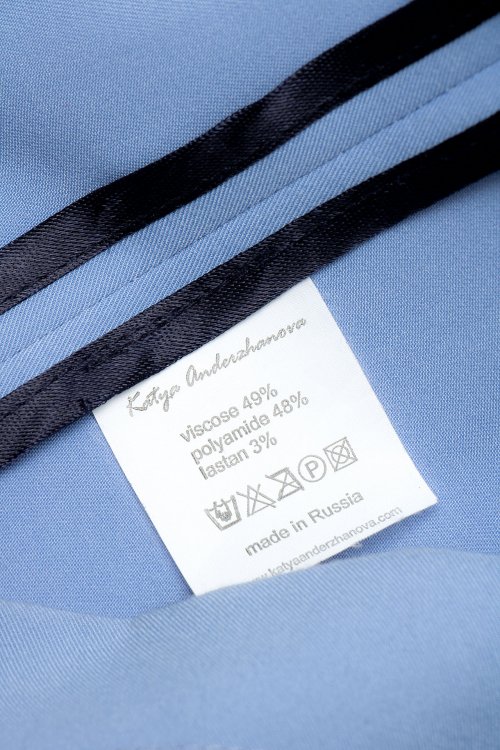 Katya Anderzhanova
viscose 49%
polyamide 48%
lastan 3%
P
made in Russia
www.katyaanderzhanova.com